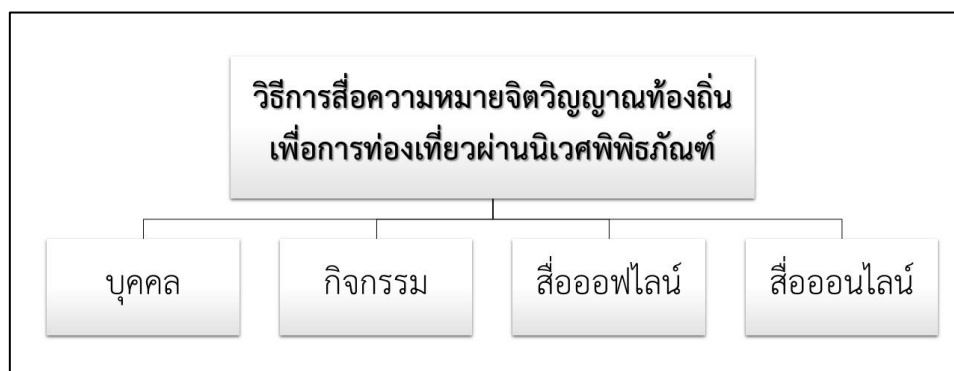 วิธีการสื่อความหมายจิตวิญญาณท้องถิ่น
เพื่อการท่องเที่ยวผ่านนิเวศพิพิธภัณฑ์
บุคคล
กิจกรรม
สื่อออฟไลน์
สื่อออนไลน์